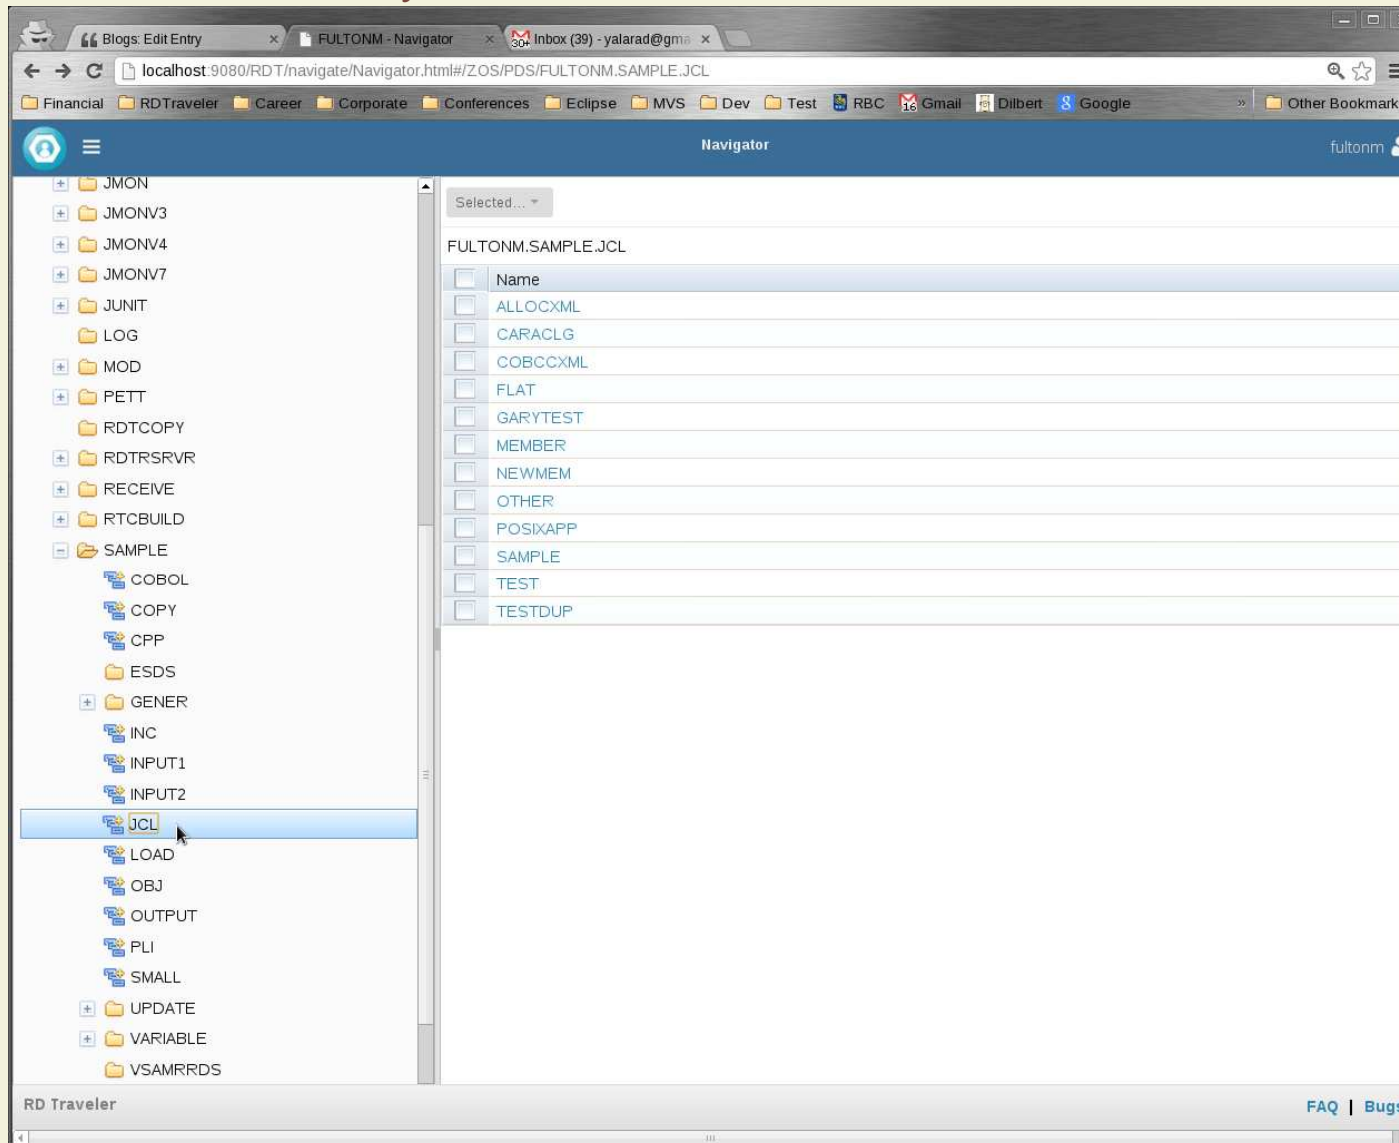 Blogs: Edit Entry
FULTONM - Navigator
30+ Inbox (39) - yalarad@gma
localhost:9080/RDT/navigate/Navigator.html#/ZOS/PDS/FULTONM.SAMPLE.JCL
Financial RDTraveler Career Corporate Conferences Eclipse MVS Dev Test RBC 16 Gmail Dilbert 8 Google » Other Bookmark
Navigator
fultonm
JMON
JMONV3
JMONV4
JMONV7
JUNIT
LOG
MOD
PETT
RDTCOPY
RDTRSRVR
RECEIVE
RTCBUILD
SAMPLE
COBOL
COPY
CPP
ESDS
GENER
INC
INPUT1
INPUT2
JCL
LOAD
OBJ
OUTPUT
PLI
SMALL
UPDATE
VARIABLE
VSAMRRDS
Selected...
FULTONM.SAMPLE.JCL
Name
ALLOCXML
CARACLG
COBCCXML
FLAT
GARYTEST
MEMBER
NEWMEM
OTHER
POSIXAPP
SAMPLE
TEST
TESTDUP
RD Traveler
FAQ | Bugs